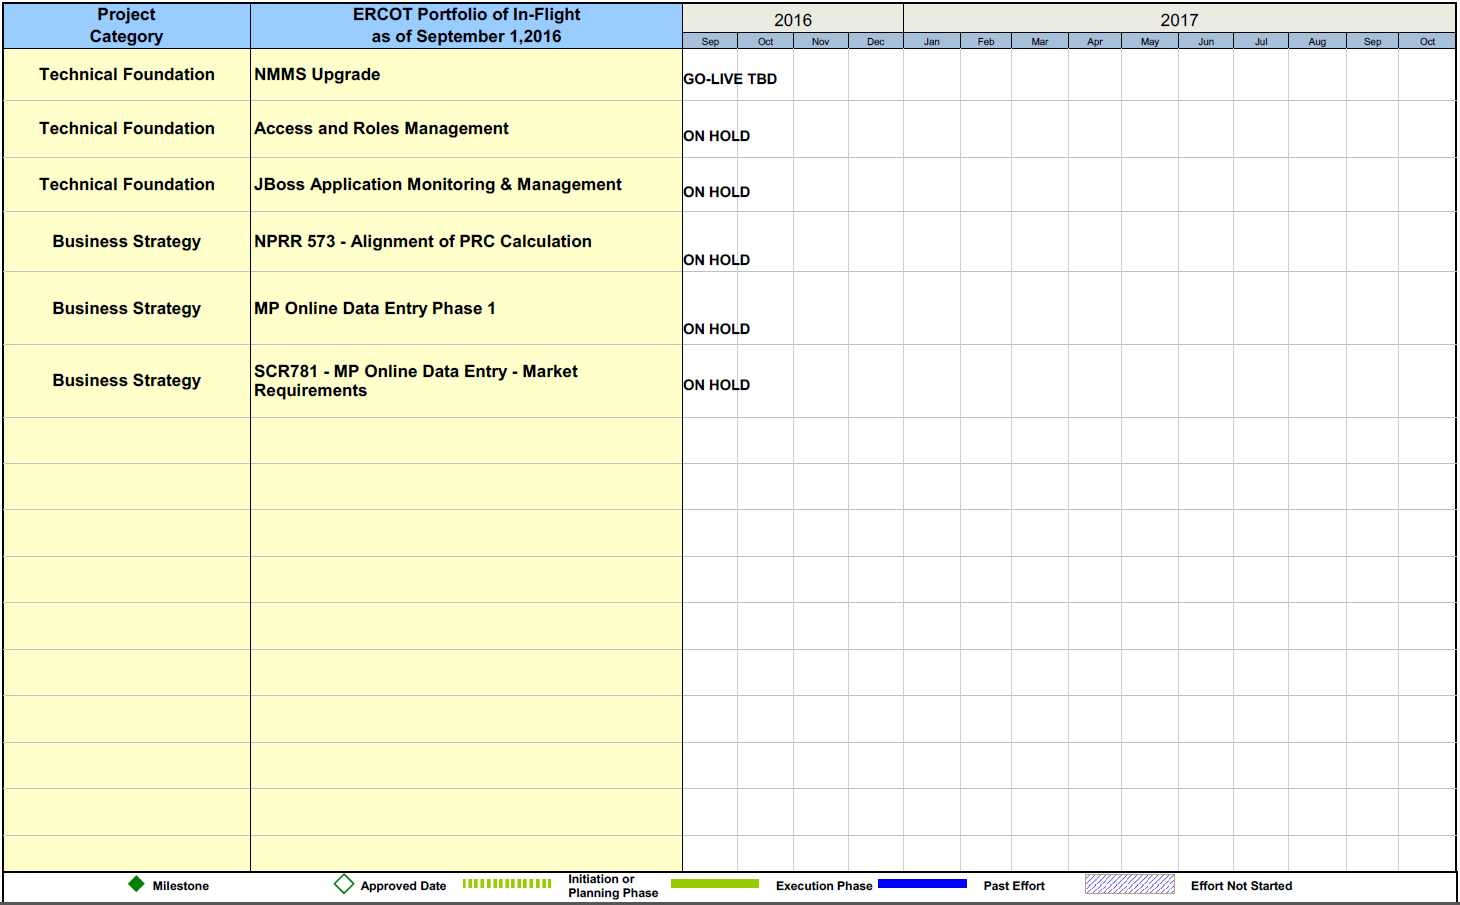 Project
Category
ERCOT Portfolio of In-Flight
as of September 1,2016
2016
2017
Sep Oct Nov Dec Jan Feb Mar Apr May Jun Jul Aug Sep Oct
Technical Foundation NMMS Upgrade GO-LIVE TBD
Technical Foundation Access and Roles Management ON HOLD
Technical Foundation JBoss Application Monitoring & Management ON HOLD
Business Strategy NPRR 573 - Alignment of PRC Calculation ON HOLD
Business Strategy MP Online Data Entry Phase 1 ON HOLD
Business Strategy SCR781 - MP Online Data Entry - Market
Requirements ON HOLD
Milestone
Approved Date
Initiation or
Planning Phase
Execution Phase
Past Effort
Effort Not Started